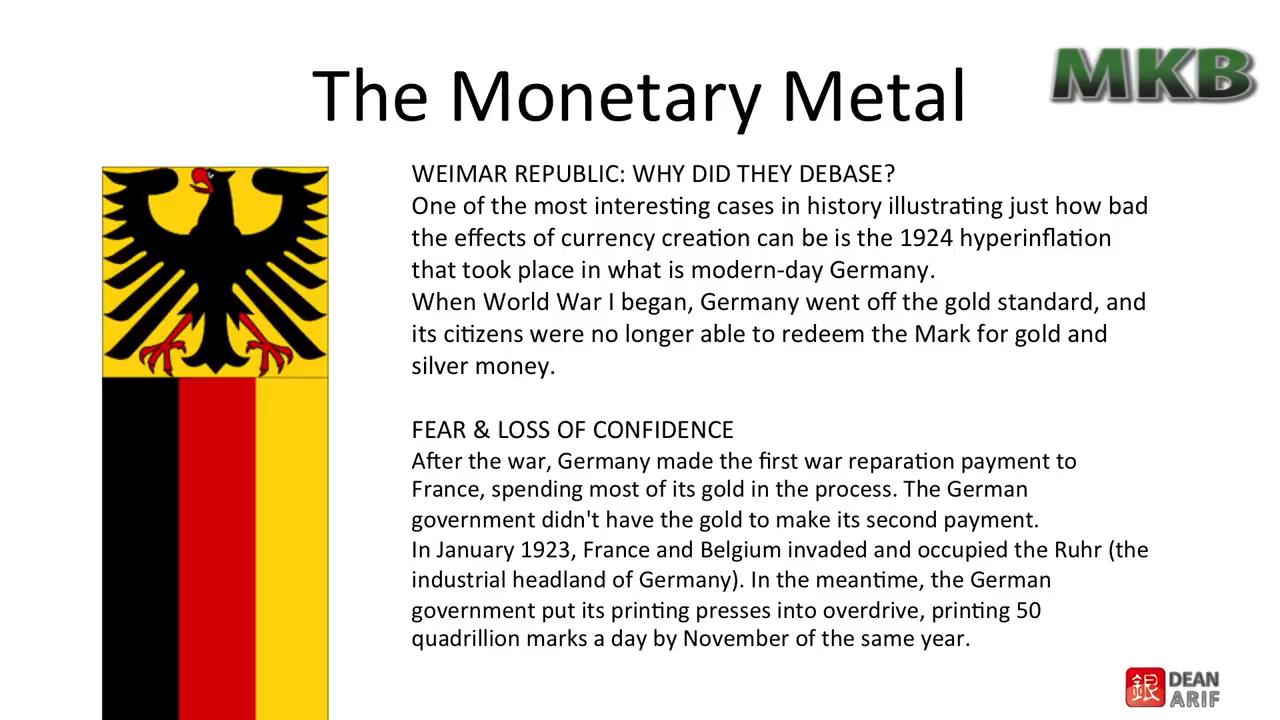 The Monetary Metal
MKB
WEIMAR REPUBLIC: WHY DID THEY DEBASE?
One of the most interesting cases in history illustrating just how bad
the effects of currency creation can be is the 1924 hyperinflation
that took place in what is modern-day Germany.
When World War I began, Germany went off the gold standard, and
its citizens were no longer able to redeem the Mark for gold and
silver money.
FEAR & LOSS OF CONFIDENCE
After the war, Germany made the first war reparation payment to
France, spending most of its gold in the process. The German
government didn't have the gold to make its second payment.
In January 1923, France and Belgium invaded and occupied the Ruhr (the
industrial headland of Germany). In the meantime, the German
government put its printing presses into overdrive, printing 50
quadrillion marks a day by November of the same year.
銀 DEAN
ARIF